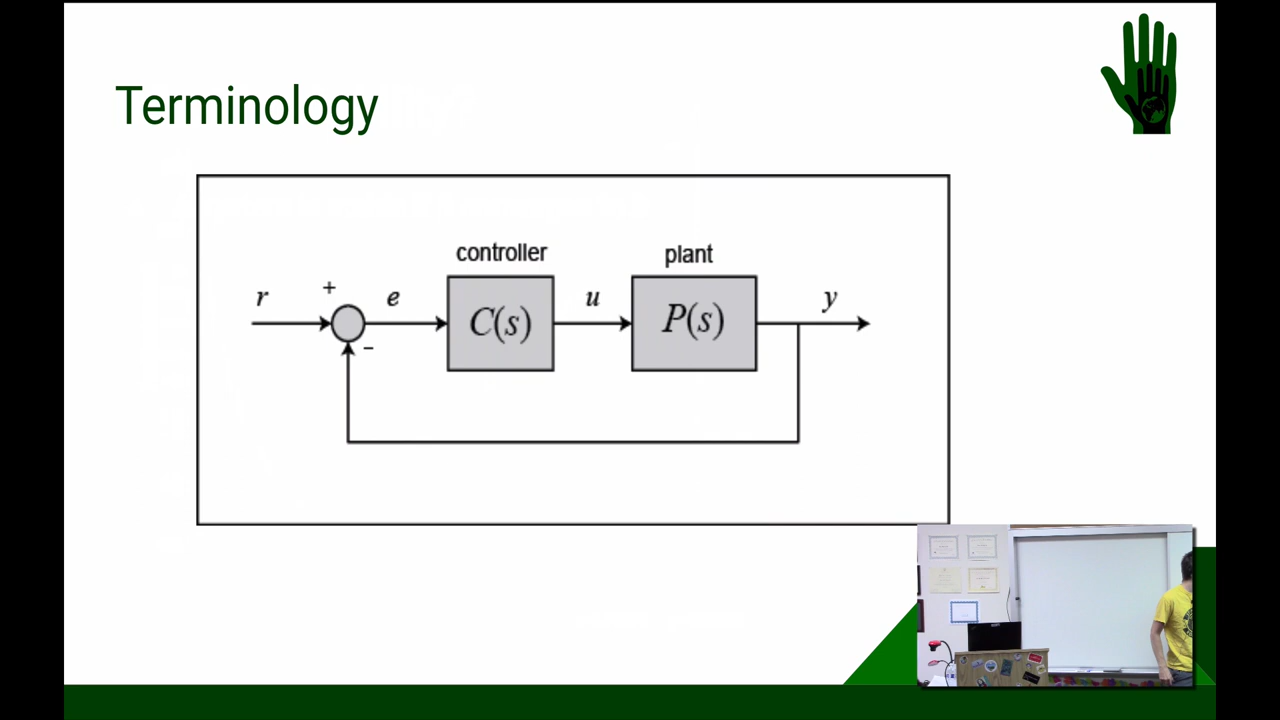 Terminology
controller
plant
r
+
e
C(s)
u
P(s)
y
−